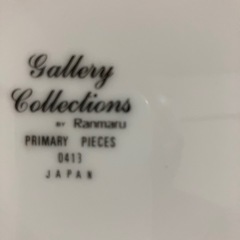 Gallery
Collections
BY Ranmaru
PRIMARY PIECES
0413
JAPAN